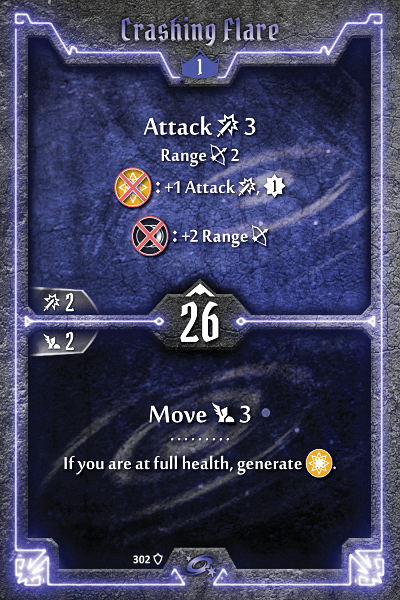 Crashing Flare
1
Attack 3
Range 2
: +1 Attack , 1
: +2 Range
2
26
2
Move 3
If you are at full health, generate .
302